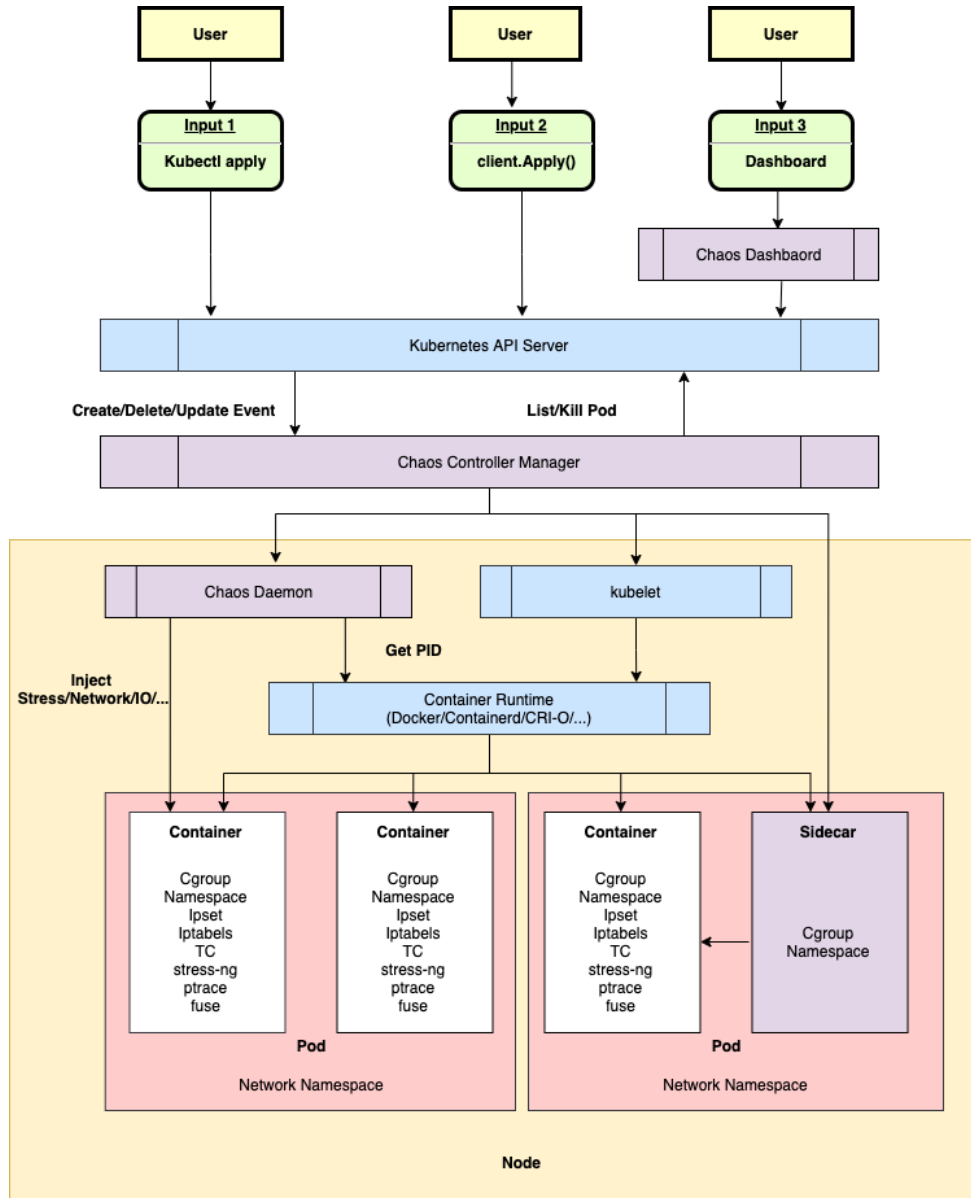 User
User
User
Input 1
Kubectl apply
Input 2
client.Apply()
Input 3
Dashboard
Chaos Dashbaord
Kubernetes API Server
Create/Delete/Update Event
List/Kill Pod
Chaos Controller Manager
Chaos Daemon
kubelet
Get PID
Inject
Stress/Network/IO/...
Container Runtime
(Docker/Containerd/CRI-O/...)
Container
Cgroup
Namespace
Ipset
Iptabels
TC
stress-ng
ptrace
fuse
Container
Cgroup
Namespace
Ipset
Iptabels
TC
stress-ng
ptrace
fuse
Pod
Network Namespace
Container
Cgroup
Namespace
Ipset
Iptabels
TC
stress-ng
ptrace
fuse
Sidecar
Cgroup
Namespace
Pod
Network Namespace
Node